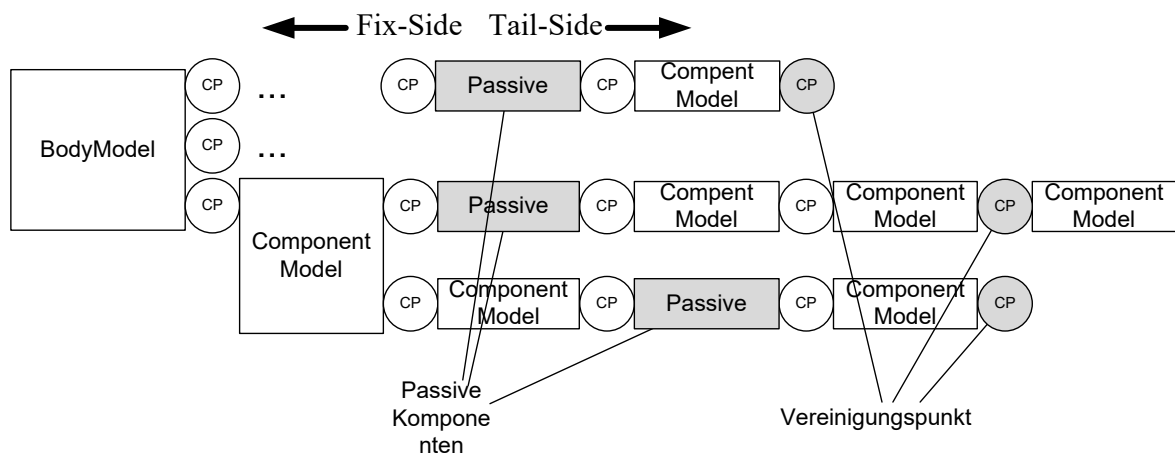 Fix-Side Tail-Side
CP ... CP Passive CP Compent
Model CP
BodyModel
CP ...
CP CP Passive CP Compent
Model CP Component
Model CP Component
Model
Component
Model
CP Component
Model CP Passive CP Component
Model CP
Passive
Kompone
nten
Vereinigungspunkt